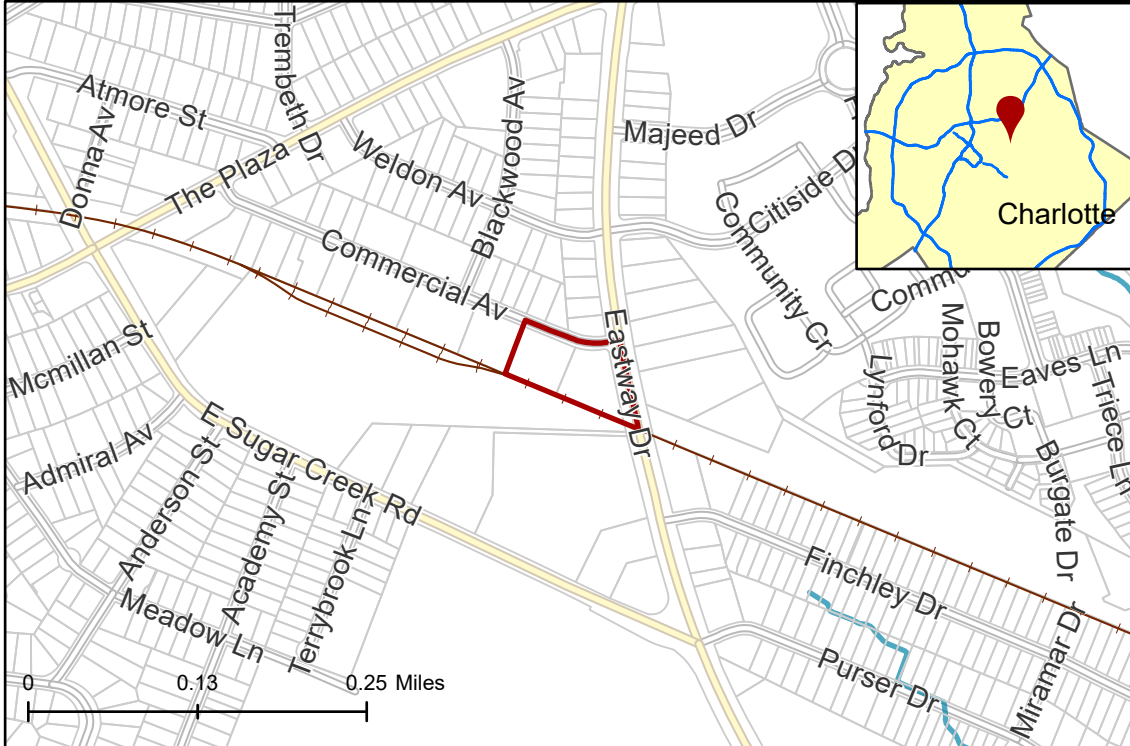 Trembeth Dr
Atmore St
Donna Av
The Plaza
Weldon Av
Blackwood Av
Majeed Dr
Citiside Dr
Community Cr
Charlotte
Commercial Av
Eastway Dr
Mcmillan St
Admiral Av
E Sugar Creek Rd
Anderson St
Academy St
Terrybrook Ln
Meadow Ln
Lynford Dr
Mohawk Ct
Bowery
Ct
Eaves Ln
Triece Ln
Burgate Dr
Finchley Dr
Purser Dr
Miramar Dr
0
0.13
0.25 Miles